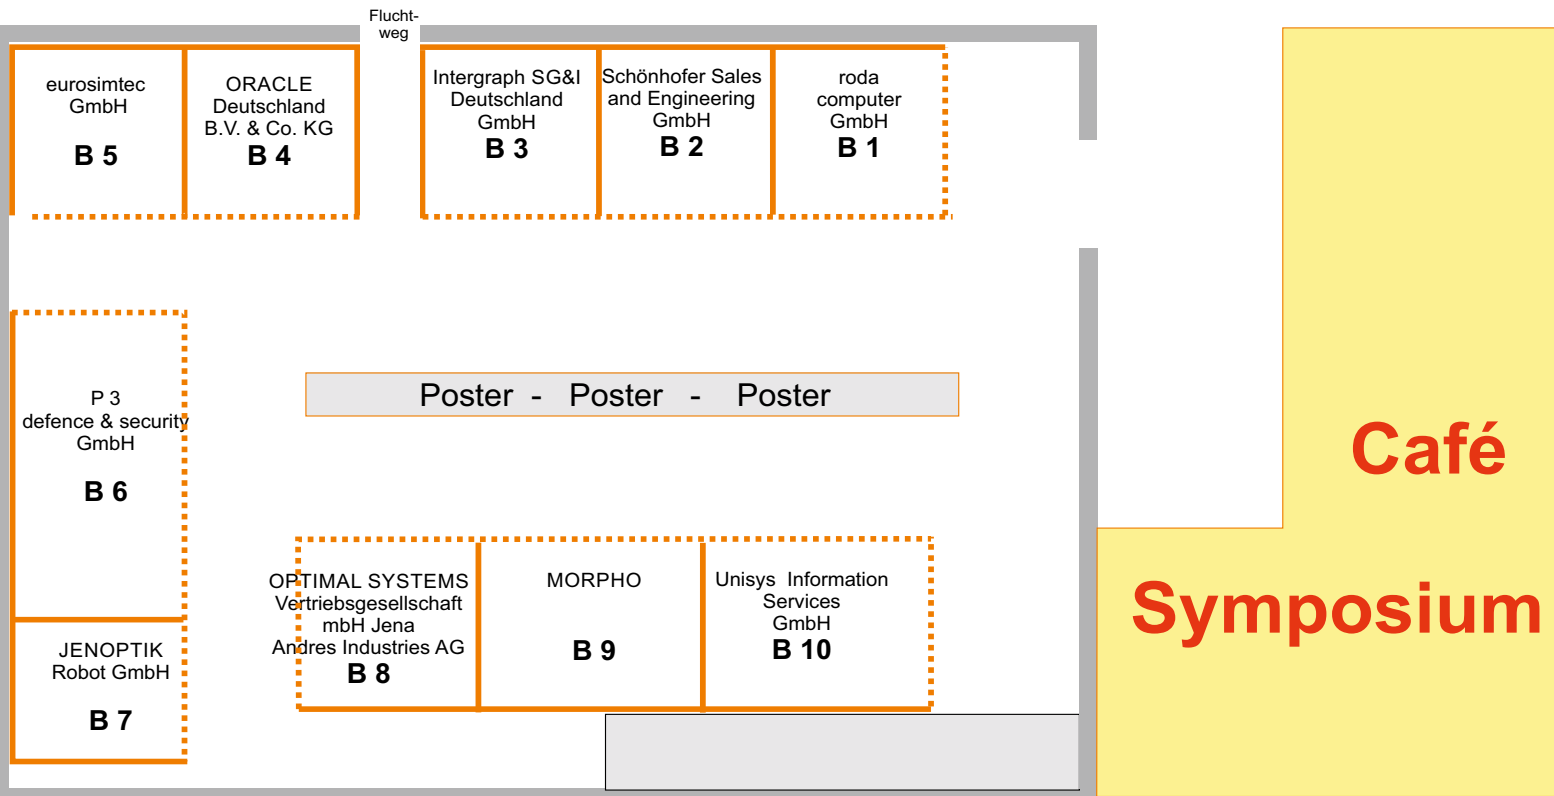 Flucht-
weg
eurosimtec
GmbH
B 5
ORACLE
Deutschland
B.V. & Co. KG
B 4
Intergraph SG&I
Deutschland
GmbH
B 3
Schönhofer Sales
and Engineering
GmbH
B 2
roda
computer
GmbH
B 1
P 3
defence & security
GmbH
B 6
Poster - Poster - Poster
Café
Symposium
JENOPTIK
Robot GmbH
B 7
OPTIMAL SYSTEMS
Vertriebsgesellschaft
mbH Jena
Andres Industries AG
B 8
MORPHO
B 9
Unisys Information
Services
GmbH
B 10